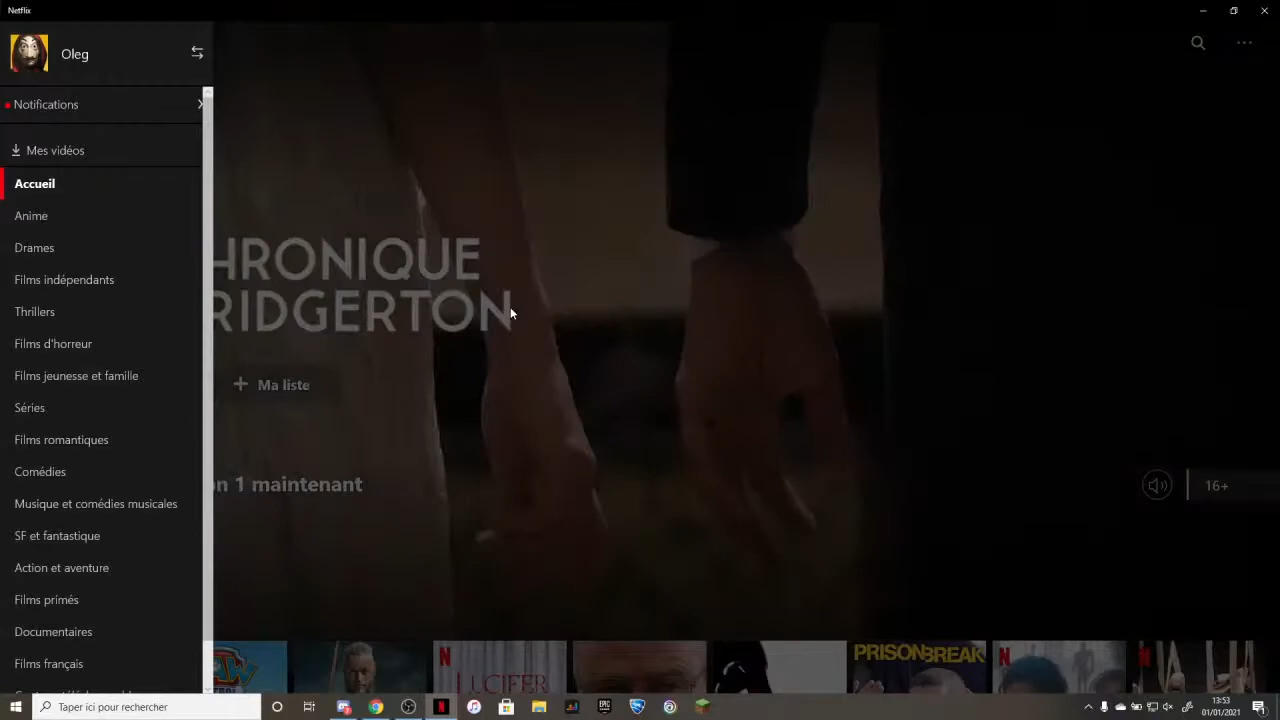 Netflix
Oleg
Notifications
Mes vidéos
Accueil
Anime
Drames
Films indépendants
Thrillers
Films d'horreur
Films jeunesse et famille
Séries
Films romantiques
Comédies
Musique et comédies musicales
SF et fantastique
Action et aventure
Films primés
Documentaires
Films français
HRONIQUE
RIDGERTON
+ Ma liste
n 1 maintenant
16+
N
LUCIFER
PRISON BREAK
N
N
Taper ici pour rechercher
N
EPIC
13:53
01/01/2021